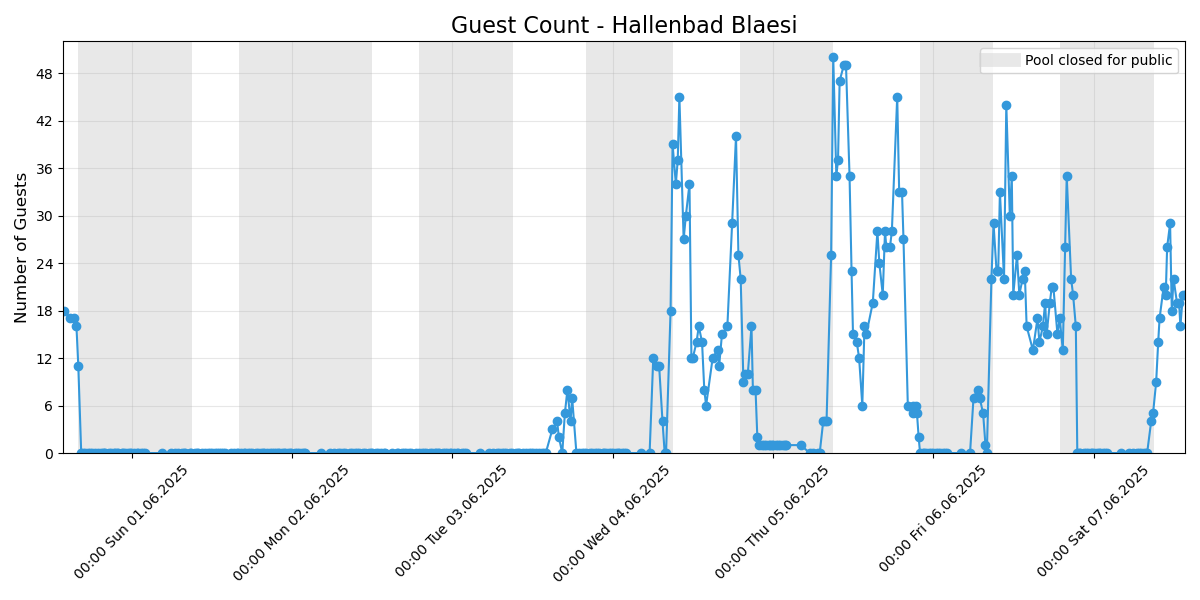 Guest Count - Hallenbad Blaesi
Pool closed for public
Number of Guests
48
42
36
30
24
18
12
6
0
00:00 Sun 01.06.2025
00:00 Mon 02.06.2025
00:00 Tue 03.06.2025
00:00 Wed 04.06.2025
00:00 Thu 05.06.2025
00:00 Fri 06.06.2025
00:00 Sat 07.06.2025